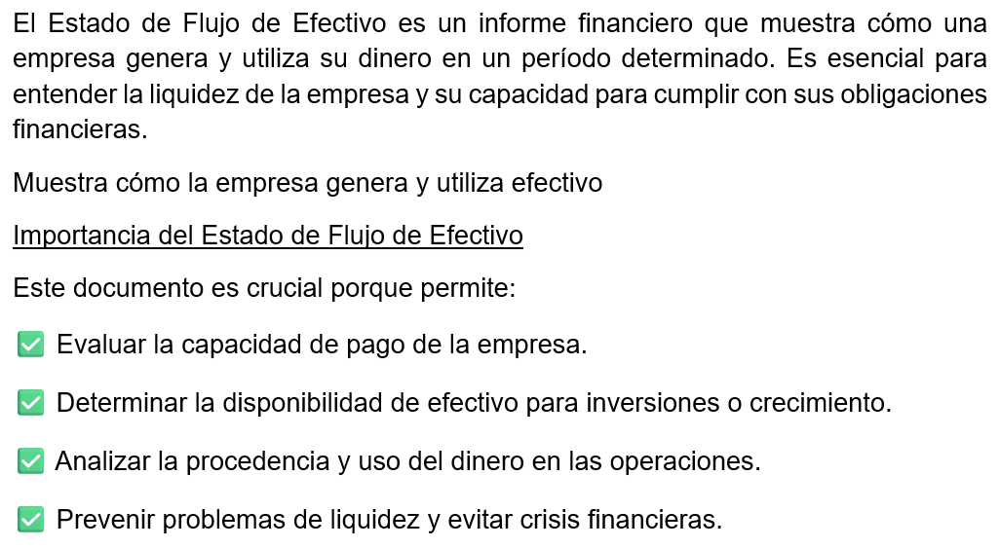 El Estado de Flujo de Efectivo es un informe financiero que muestra cómo una
empresa genera y utiliza su dinero en un período determinado. Es esencial para
entender la liquidez de la empresa y su capacidad para cumplir con sus obligaciones
financieras.
Muestra cómo la empresa genera y utiliza efectivo
Importancia del Estado de Flujo de Efectivo
Este documento es crucial porque permite:
✅ Evaluar la capacidad de pago de la empresa.
✅ Determinar la disponibilidad de efectivo para inversiones o crecimiento.
✅ Analizar la procedencia y uso del dinero en las operaciones.
✅ Prevenir problemas de liquidez y evitar crisis financieras.